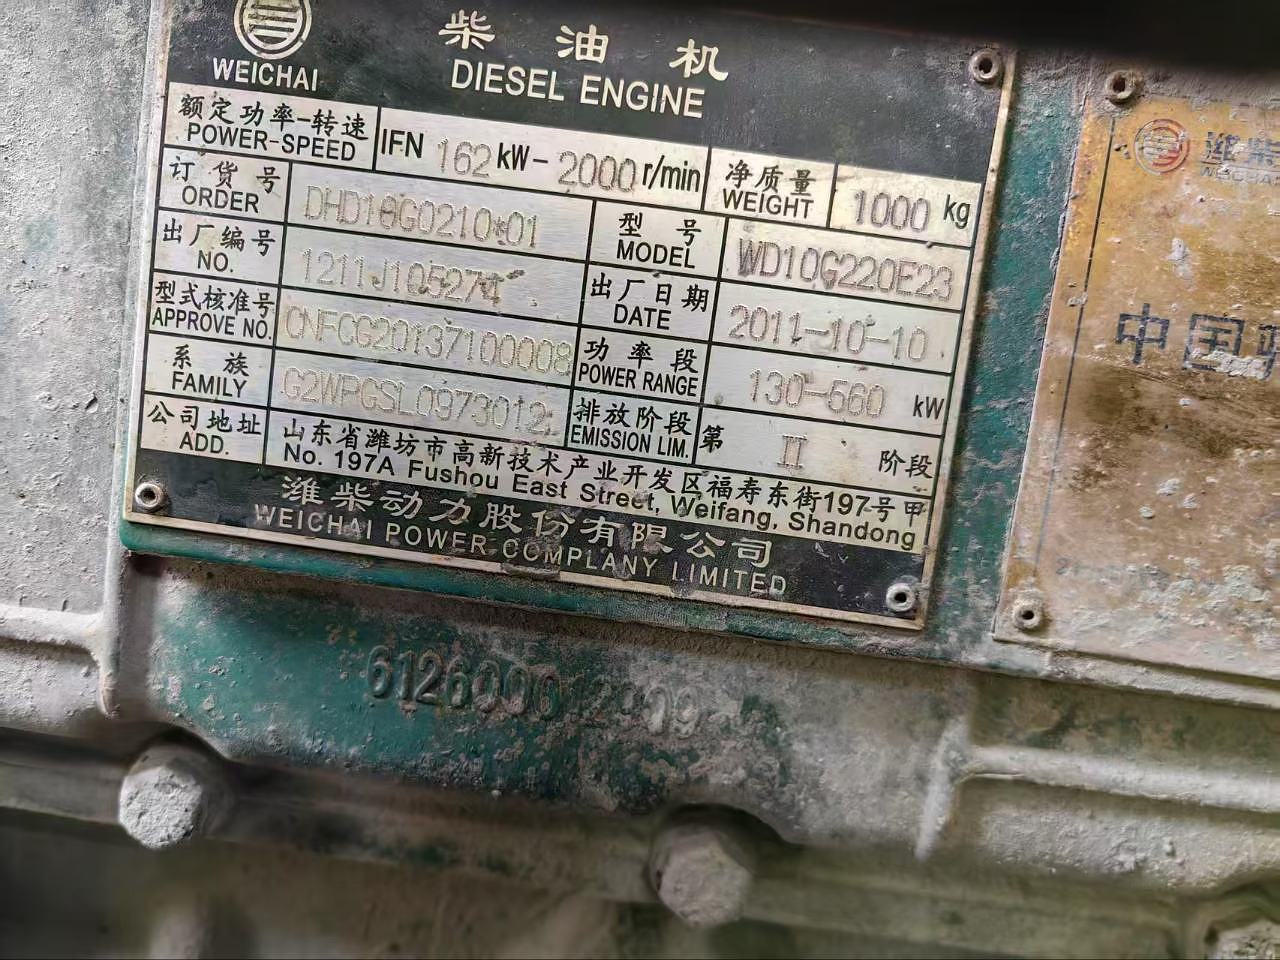 WEICHAI
柴油机
DIESEL ENGINE
额定功率-转速
POWER-SPEED
IFN 162 kW- 2000 r/min
净质量
WEIGHT
1000 kg
订货号
ORDER
DHD10G0210*01
型号
MODEL
WD10G220E23
出厂编号
NO.
1211J105274
出厂日期
DATE
2011-10-10
型式核准号
APPROVE NO.
CNFCG20137100008
功率段
POWER RANGE
130-560 kW
系族
FAMILY
G2WPGSL0973012
排放阶段
EMISSION LIM.
第 II 阶段
公司地址
ADD.
山东省潍坊市高新技术产业开发区福寿东街197号甲
No. 197A Fushou East Street, Weifang, Shandong
潍柴动力股份有限公司
WEICHAI POWER COMPLANY LIMITED
潍柴
WEICHAI
中国